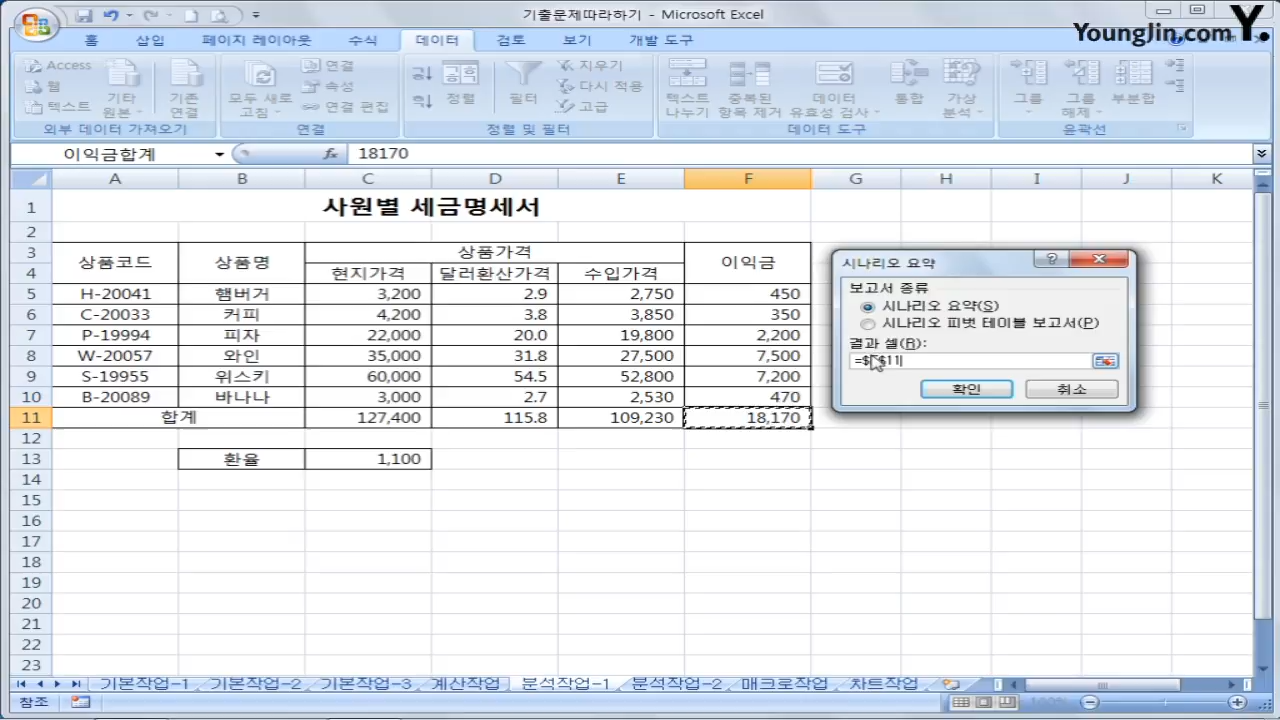 기출문제따라하기 - Microsoft Excel
YoungJin.com Y.
홈 삽입 페이지 레이아웃 수식 데이터 검토 보기 개발 도구
Access 웹 텍스트 기타 원본 기존 연결 모두 새로 고침 연결 속성 연결 편집 정렬 필터 지우기 다시 적용 고급 텍스트 나누기 중복된 항목 제거 데이터 유효성 검사 통합 가상 분석 그룹 그룹 해제 부분합
외부 데이터 가져오기 연결 정렬 및 필터 데이터 도구 윤곽선
이익금합계 fx 18170
A B C D E F G H I J K
1 사원별 세금명세서
2
3 상품코드 상품명 상품가격 이익금
4 현지가격 달러환산가격 수입가격
5 H-20041 햄버거 3,200 2.9 2,750 450
6 C-20033 커피 4,200 3.8 3,850 350
7 P-19994 피자 22,000 20.0 19,800 2,200
8 W-20057 와인 35,000 31.8 27,500 7,500
9 S-19955 위스키 60,000 54.5 52,800 7,200
10 B-20089 바나나 3,000 2.7 2,530 470
11 합계 127,400 115.8 109,230 18,170
12
13 환율 1,100
14
15
16
17
18
19
20
21
22
23
시나리오 요약
보고서 종류
시나리오 요약(S)
시나리오 피벗 테이블 보고서(P)
결과 셀(R):
확인 취소
기본작업-1 기본작업-2 기본작업-3 계산작업 분석작업-1 분석작업-2 매크로작업 차트작업
참조 100%